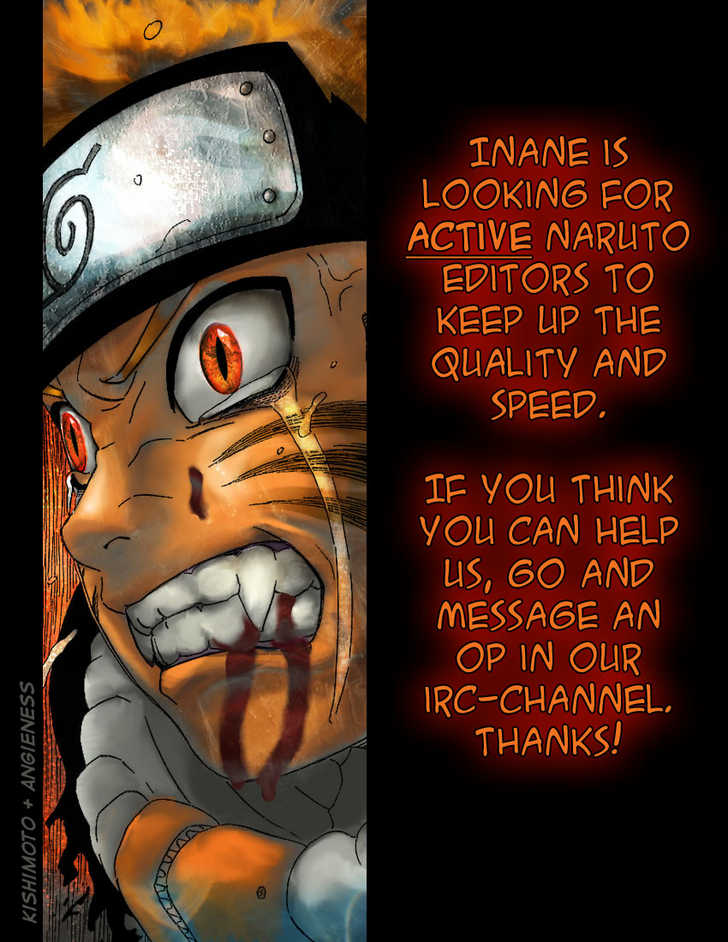 INANE IS
LOOKING FOR
ACTIVE NARUTO
EDITORS TO
KEEP UP THE
QUALITY AND
SPEED.
IF YOU THINK
YOU CAN HELP
US, GO AND
MESSAGE AN
OP IN OUR
IRC-CHANNEL.
THANKS!
KISHIMOTO + ANGIENESS